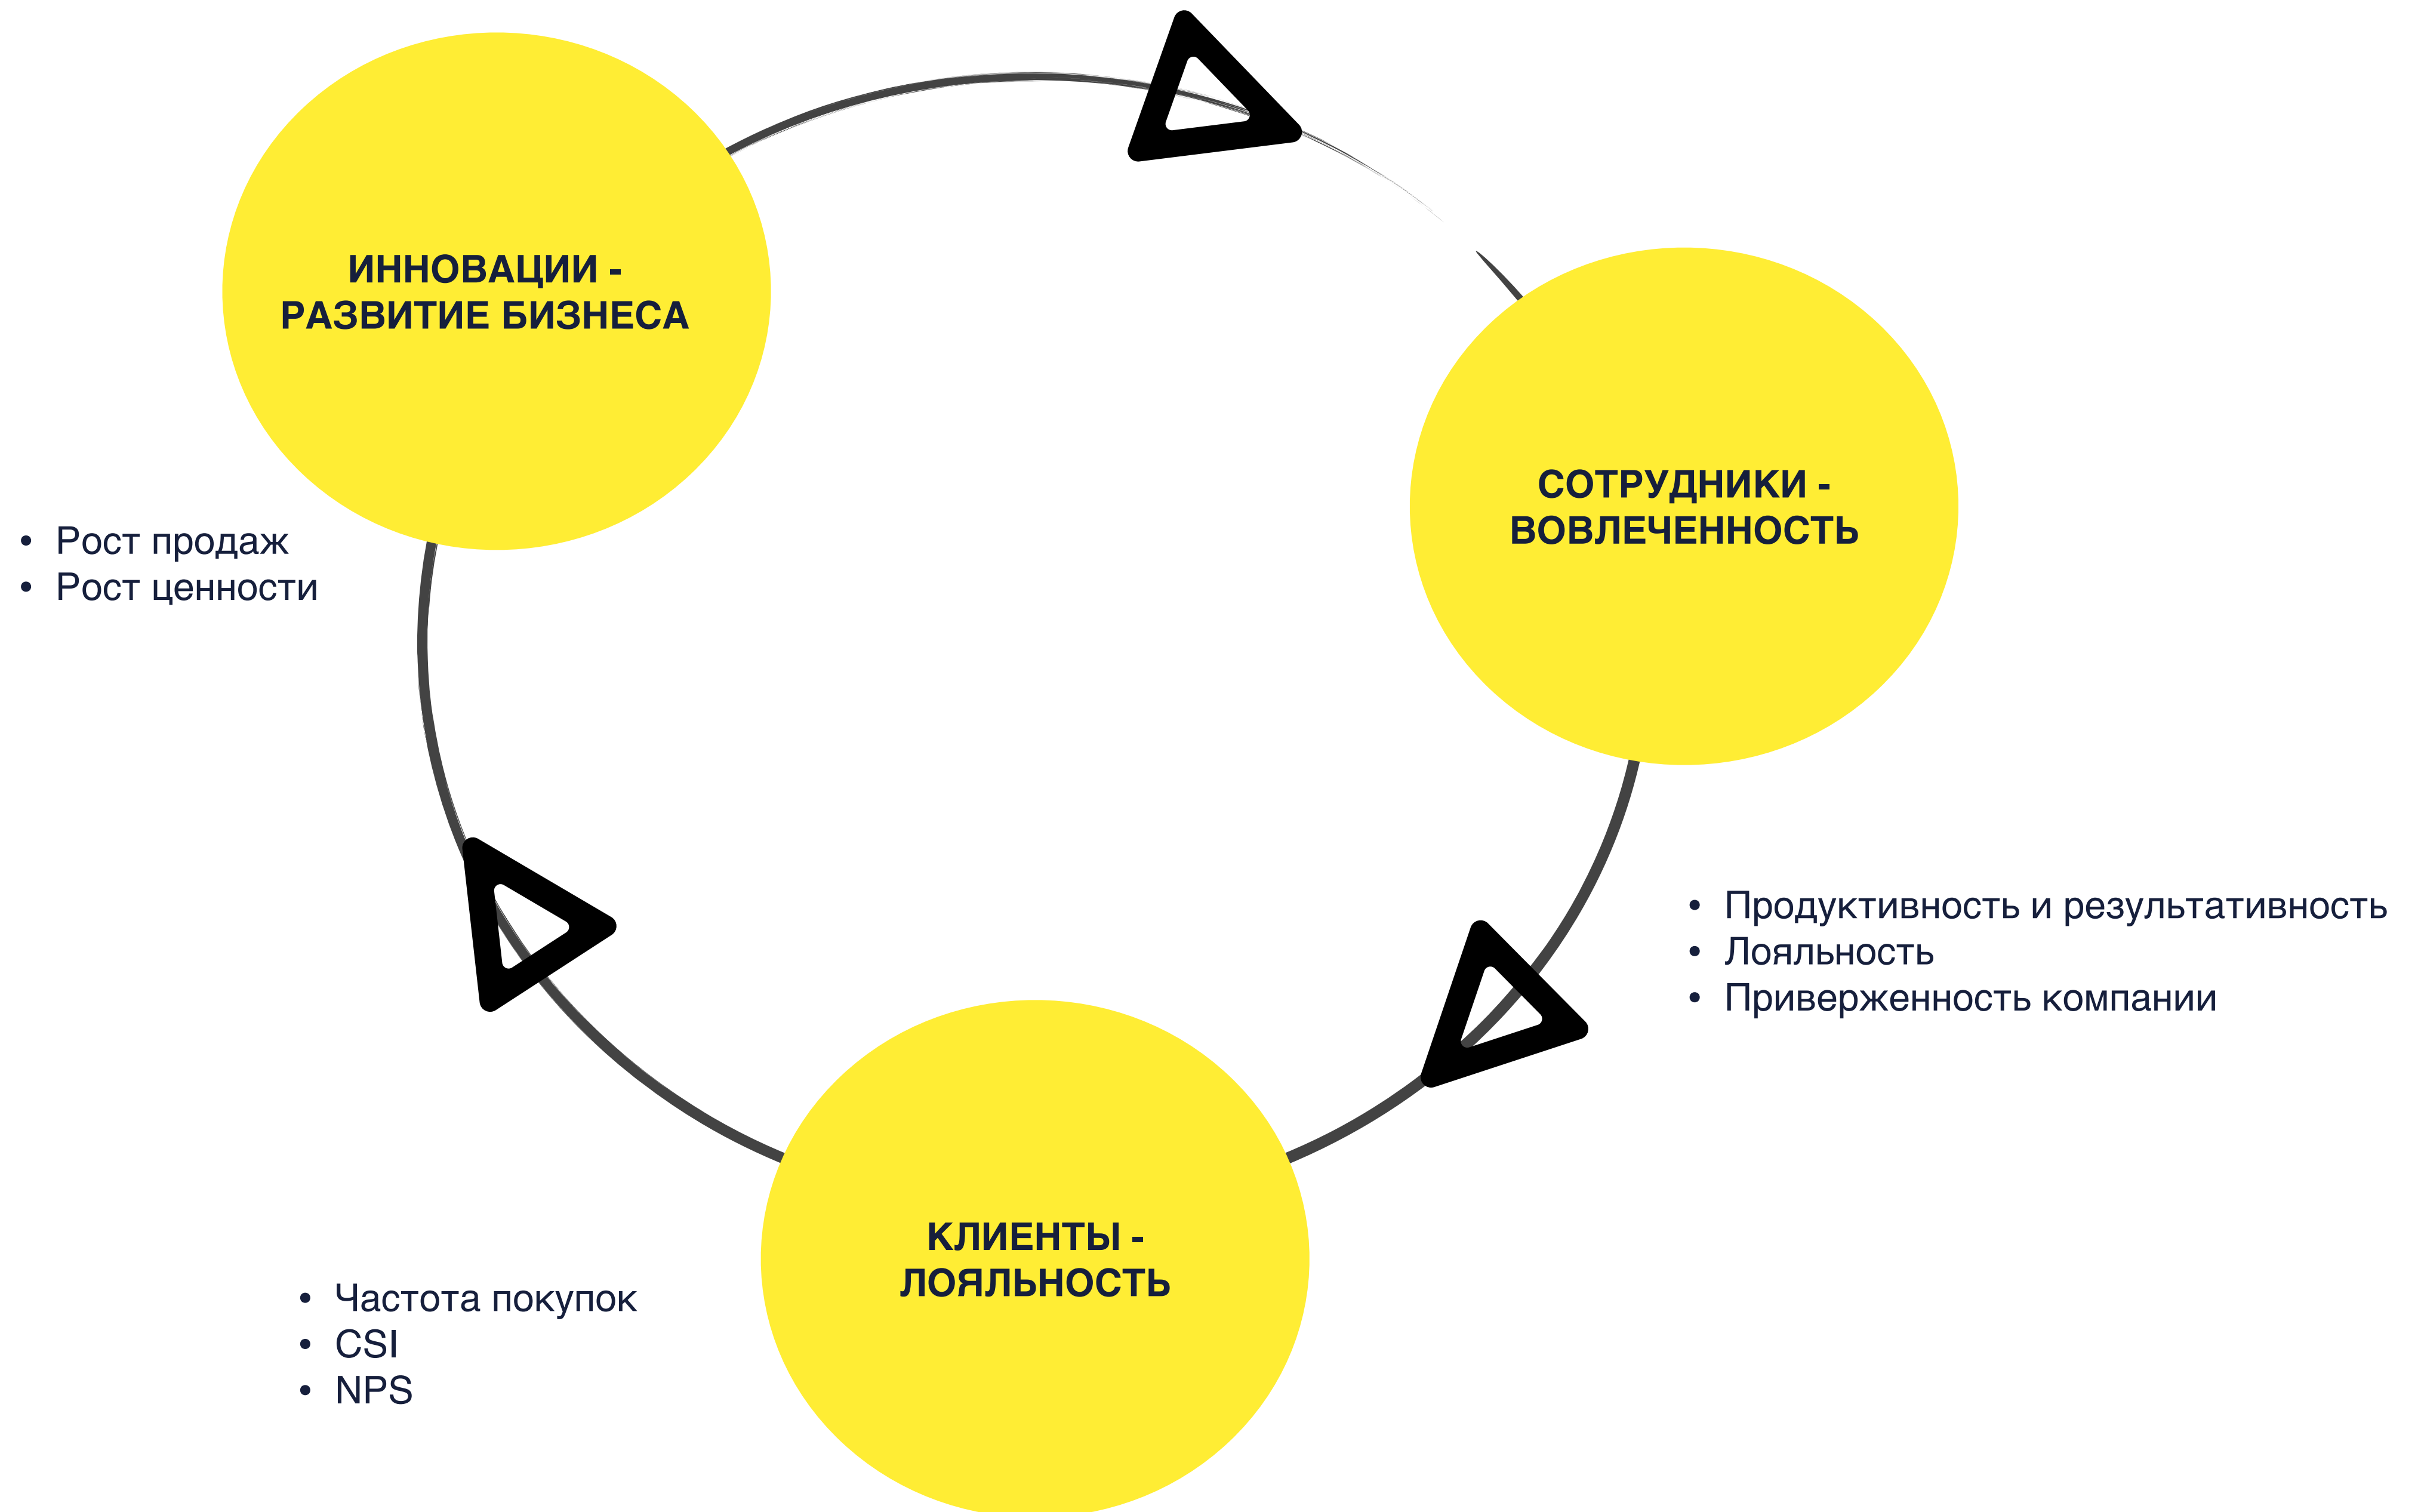 ИННОВАЦИИ -
РАЗВИТИЕ БИЗНЕСА
• Рост продаж
• Рост ценности
СОТРУДНИКИ -
ВОВЛЕЧЕННОСТЬ
• Продуктивность и результативность
• Лояльность
• Приверженность компании
КЛИЕНТЫ -
ЛОЯЛЬНОСТЬ
• Частота покупок
• CSI
• NPS